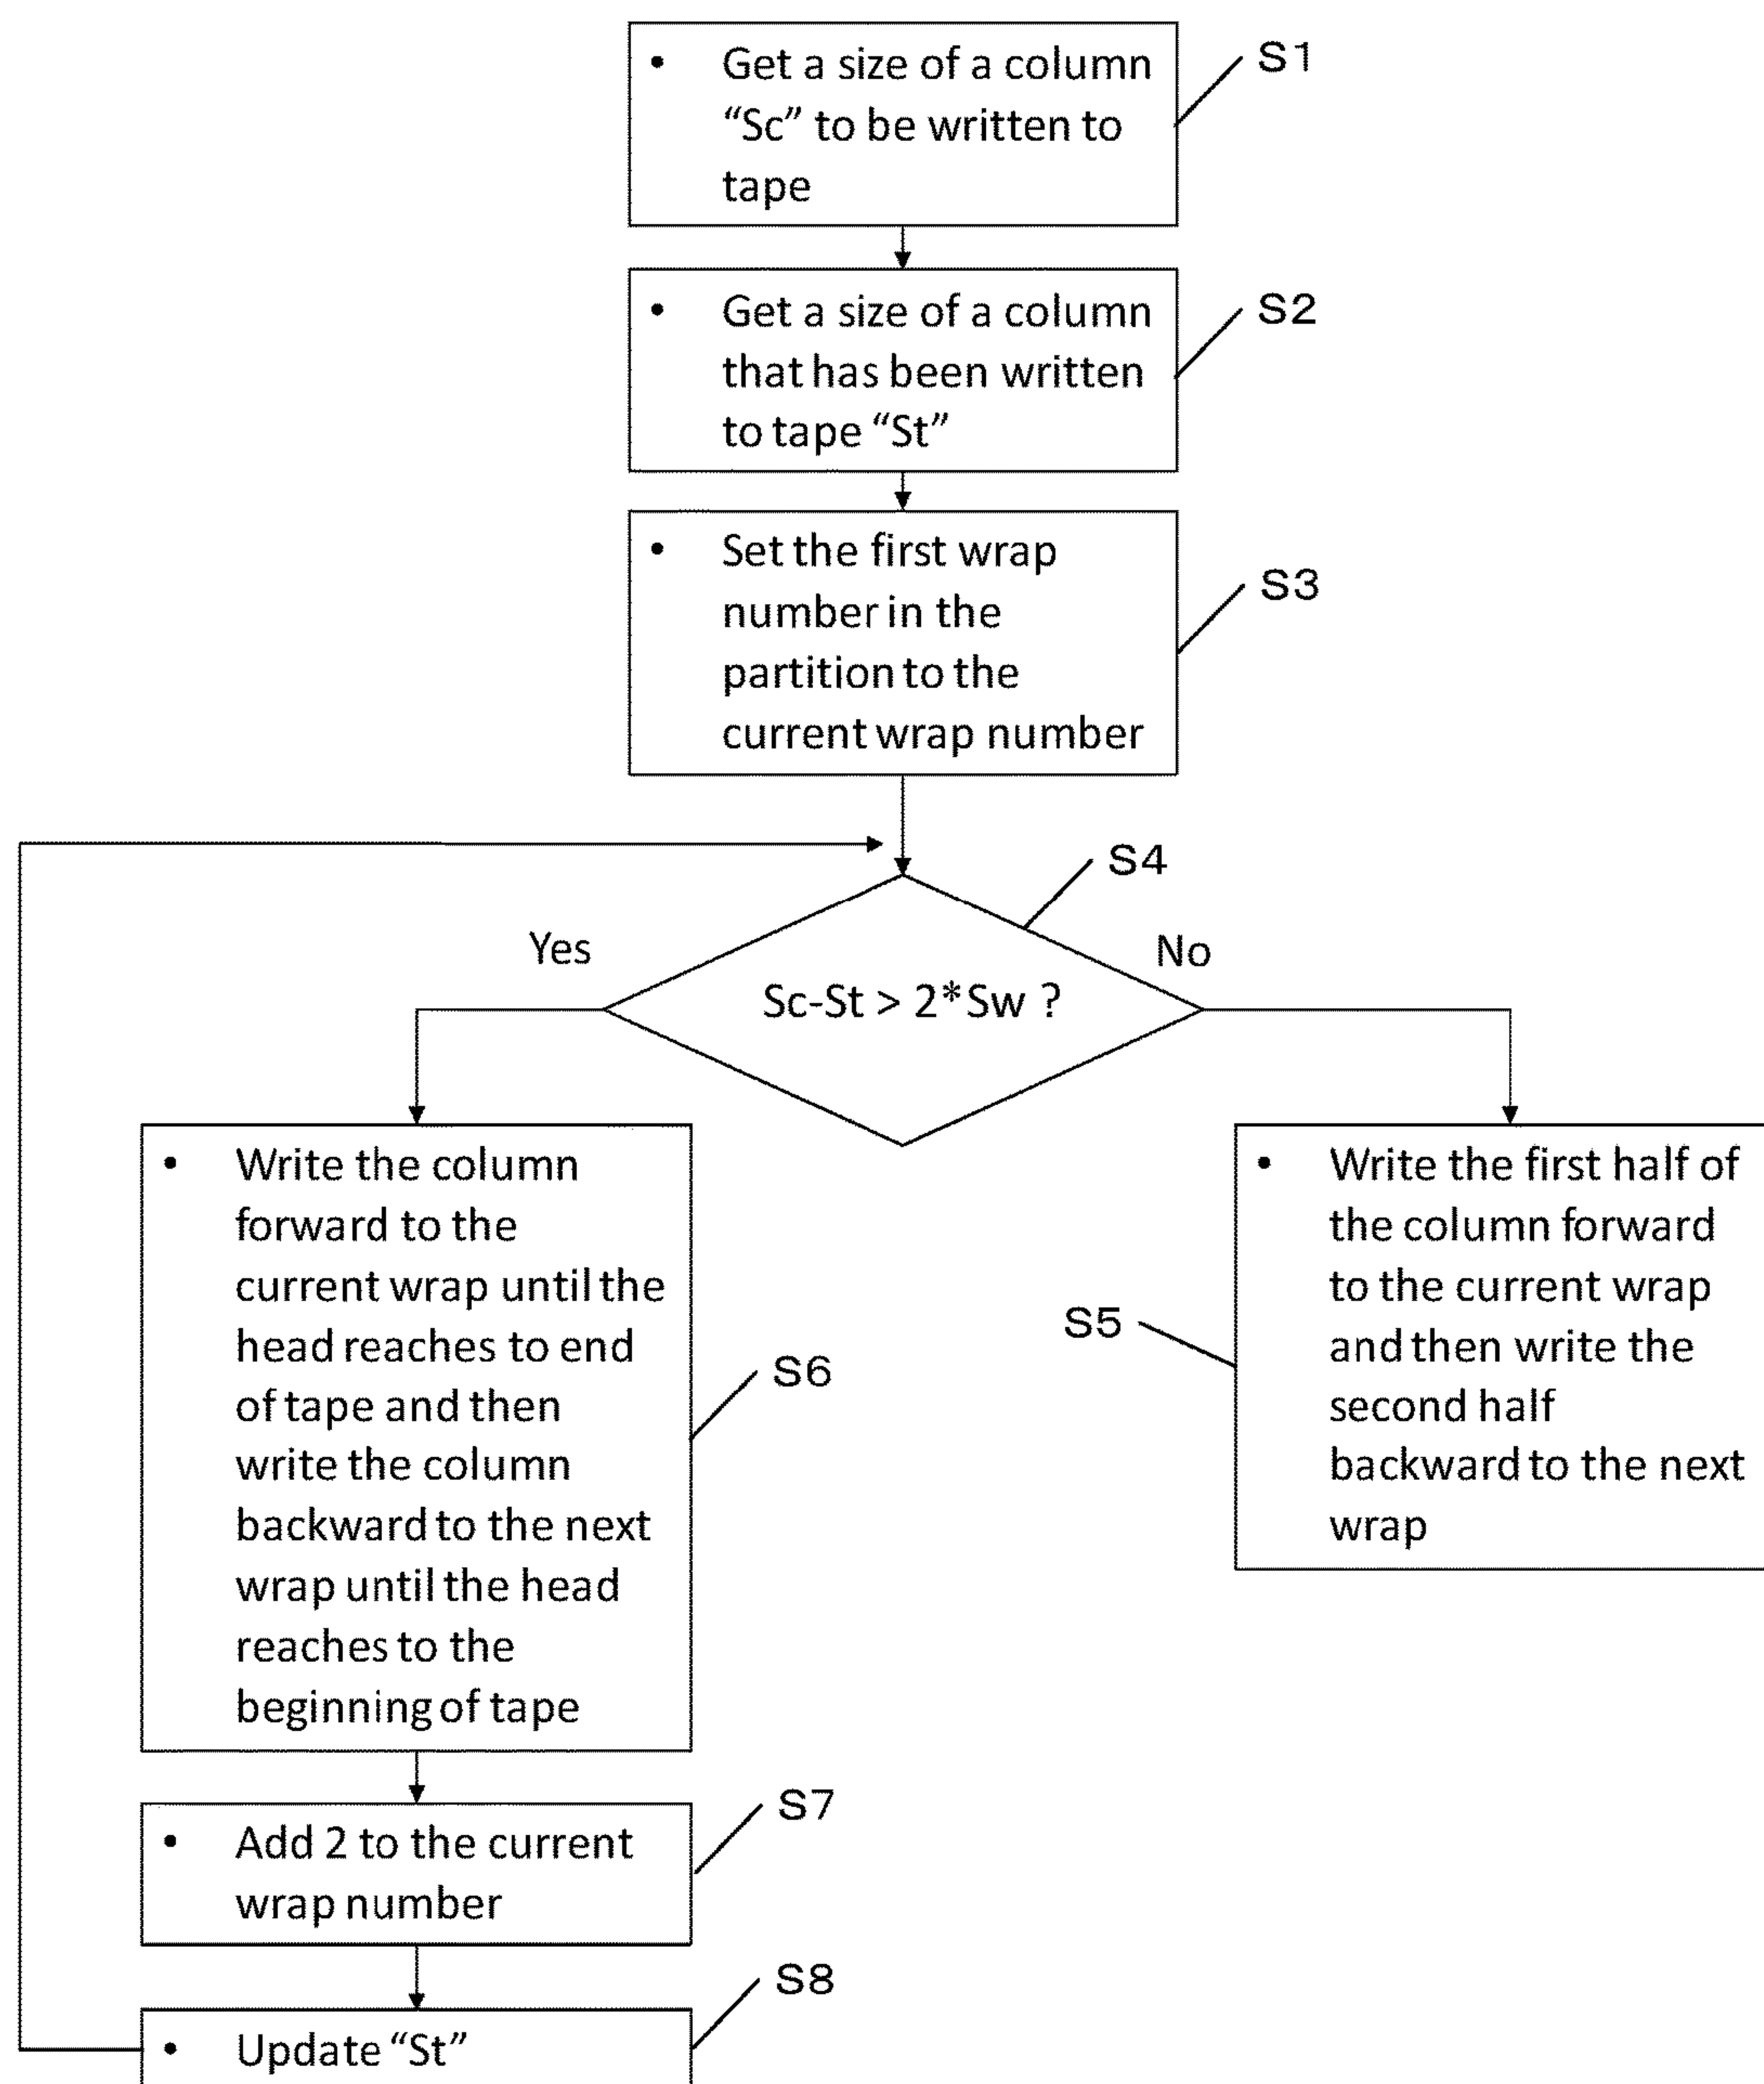 • Get a size of a column
“Sc” to be written to
tape
S1
• Get a size of a column
that has been written
to tape “St”
S2
• Set the first wrap
number in the
partition to the
current wrap number
S3
S4
Yes
No
Sc-St > 2*Sw ?
• Write the column
forward to the
current wrap until the
head reaches to end
of tape and then
write the column
backward to the next
wrap until the head
reaches to the
beginning of tape
S6
• Write the first half of
the column forward
to the current wrap
and then write the
second half
backward to the next
wrap
S5
• Add 2 to the current
wrap number
S7
• Update “St”
S8